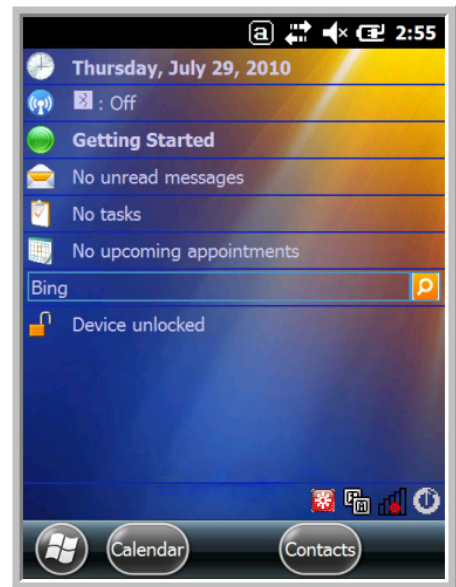 a 2:55
Thursday, July 29, 2010
: Off
Getting Started
No unread messages
No tasks
No upcoming appointments
Bing
Device unlocked
Calendar Contacts